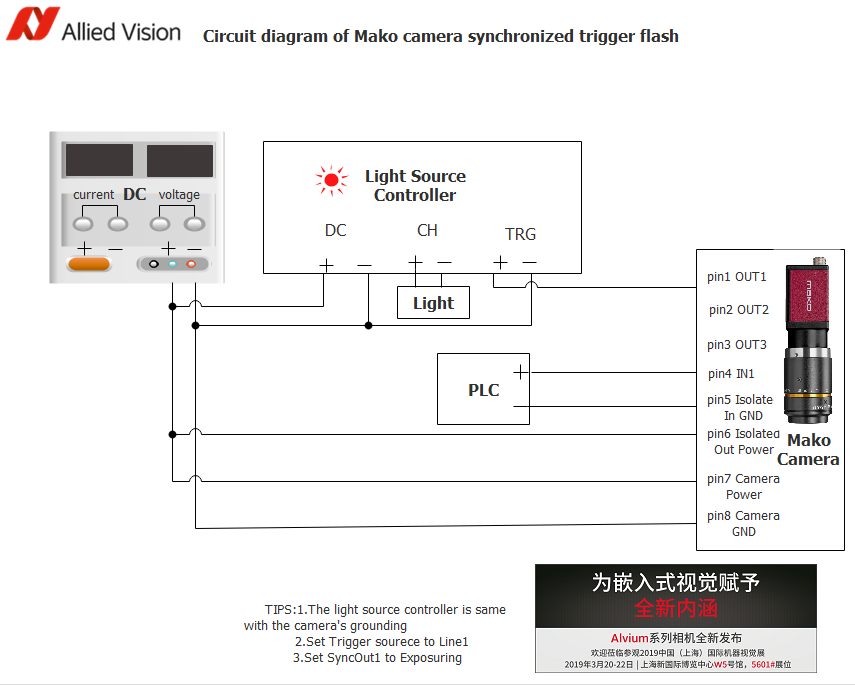 Allied Vision
Circuit diagram of Mako camera synchronized trigger flash
current DC voltage
+ − + −
Light Source
Controller
DC CH TRG
+ − + − + −
Light
PLC
+
−
pin1 OUT1
pin2 OUT2
pin3 OUT3
pin4 IN1
pin5 Isolate
In GND
pin6 Isolated
Out Power
pin7 Camera
Power
pin8 Camera
GND
MAKO
Mako
Camera
TIPS:1.The light source controller is same
with the camera's grounding
2.Set Trigger sourece to Line1
3.Set SyncOut1 to Exposuring
为嵌入式视觉赋予
全新内涵
Alvium系列相机全新发布
欢迎莅临参观2019中国（上海）国际机器视觉展
2019年3月20-22日 | 上海新国际博览中心W5号馆，5601#展位